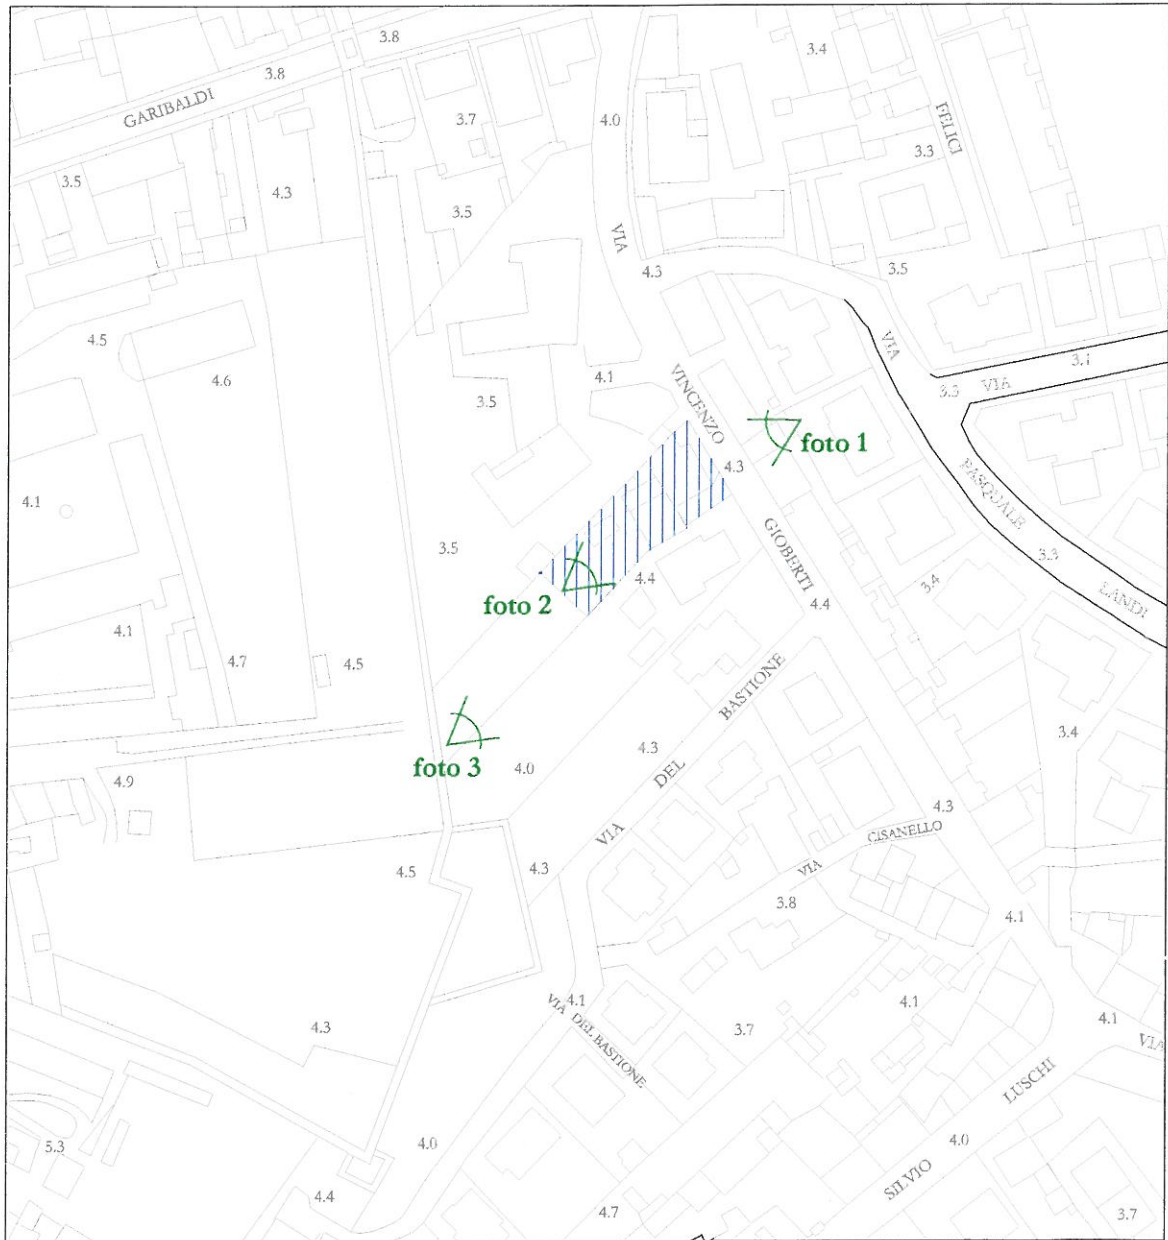 3.8
3.4
3.8
GARIBALDI
3.7
4.0
FELICI
3.3
3.5
4.3
3.5
VIA
4.3
3.5
4.5
VIA
3.1
4.6
4.1
VINCENZO
3.3
VIA
3.5
foto 1
4.3
4.1
PASQUALE
GIOBERTI
3.5
3.3
4.4
3.4
foto 2
4.4
LANDI
4.1
4.7
4.5
BASTIONE
3.4
4.3
foto 3
4.0
DEL
4.9
4.3
VIA
CISANELLO
4.5
4.3
VIA
3.8
4.1
4.1
VIA DEL BASTIONE
4.3
3.7
4.1
4.1
VIA
LUSCHI
5.3
4.0
4.0
SILVIO
4.4
4.7
3.7